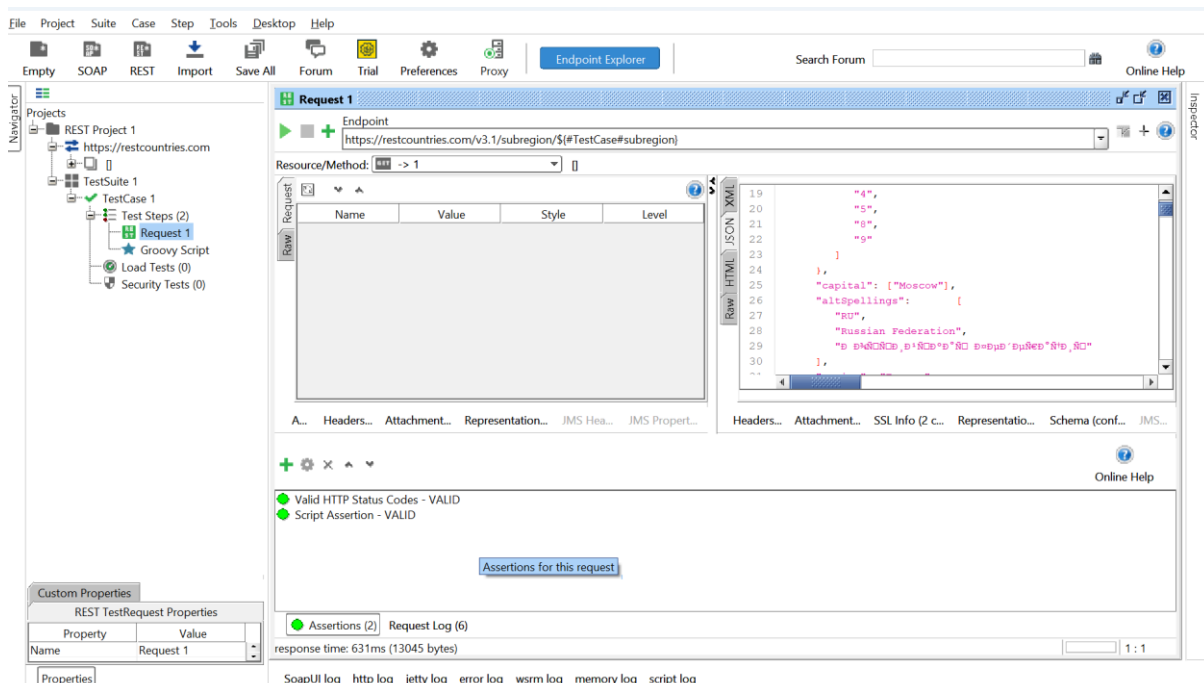 File Project Suite Case Step Tools Desktop Help
Empty SOAP REST Import Save All Forum Trial Preferences Proxy Endpoint Explorer Search Forum Online Help
Navigator
Projects
REST Project 1
https://restcountries.com
[]
TestSuite 1
TestCase 1
Test Steps (2)
Request 1
Groovy Script
Load Tests (0)
Security Tests (0)
Custom Properties
REST TestRequest Properties
Property Value
Name Request 1
Properties
Request 1
Endpoint
https://restcountries.com/v3.1/subregion/${#TestCase#subregion}
Resource/Method: -> 1 []
Request
Raw
Name Value Style Level
A... Headers... Attachment... Representation... JMS Hea... JMS Propert...
XML
JSON
HTML
Raw
19 "4",
20 "5",
21 "8",
22 "9"
23 ]
24 },
25 "capital": ["Moscow"],
26 "altSpellings": [
27 "RU",
28 "Russian Federation",
29
30 ],
Headers... Attachment... SSL Info (2 c... Representatio... Schema (conf... JMS...
Online Help
Valid HTTP Status Codes - VALID
Script Assertion - VALID
Assertions for this request
Assertions (2) Request Log (6)
response time: 631ms (13045 bytes) 1 : 1
SoapUI log http log jetty log error log wsrm log memory log script log
Inspector